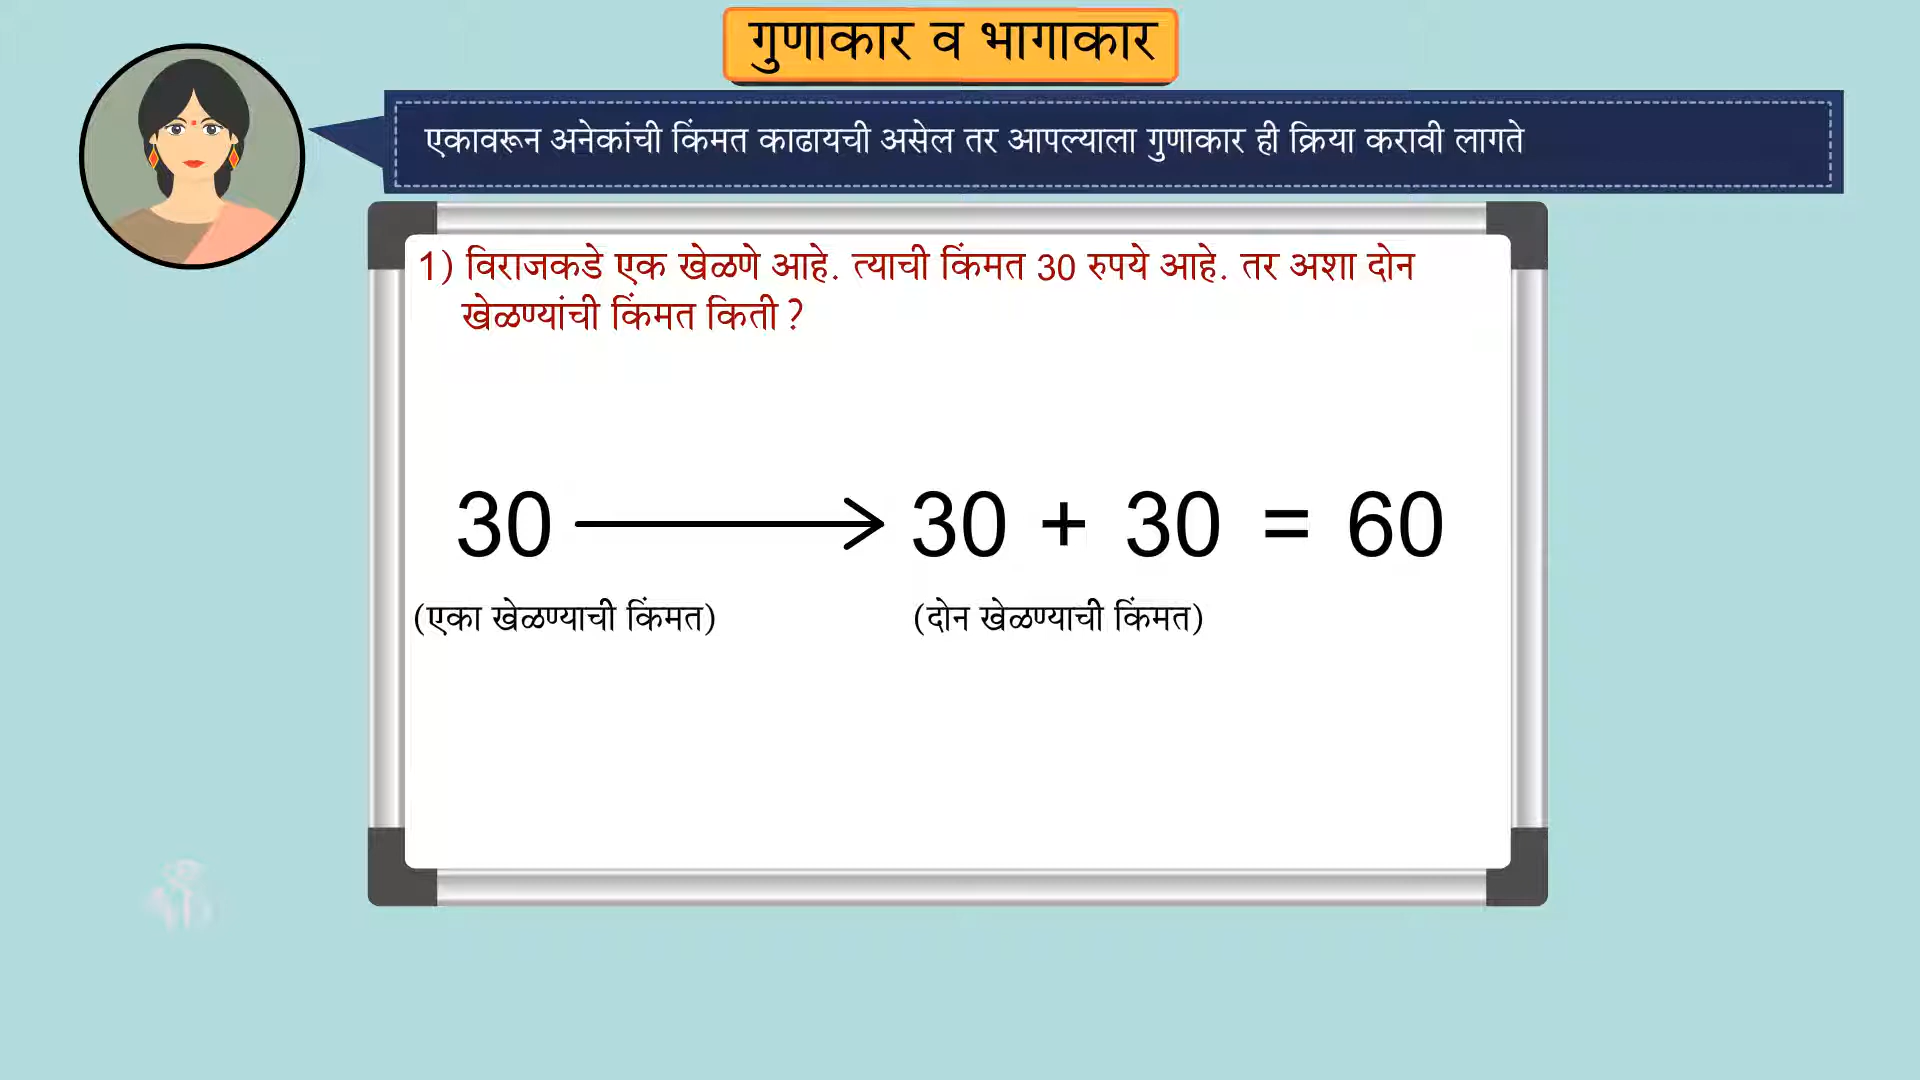 गुणाकार व भागाकार
एकावरून अनेकांची किंमत काढायची असेल तर आपल्याला गुणाकार ही क्रिया करावी लागते
1) विराजकडे एक खेळणे आहे. त्याची किंमत 30 रुपये आहे. तर अशा दोन
खेळण्यांची किंमत किती ?
30 → 30 + 30 = 60
(एका खेळण्याची किंमत) (दोन खेळण्याची किंमत)